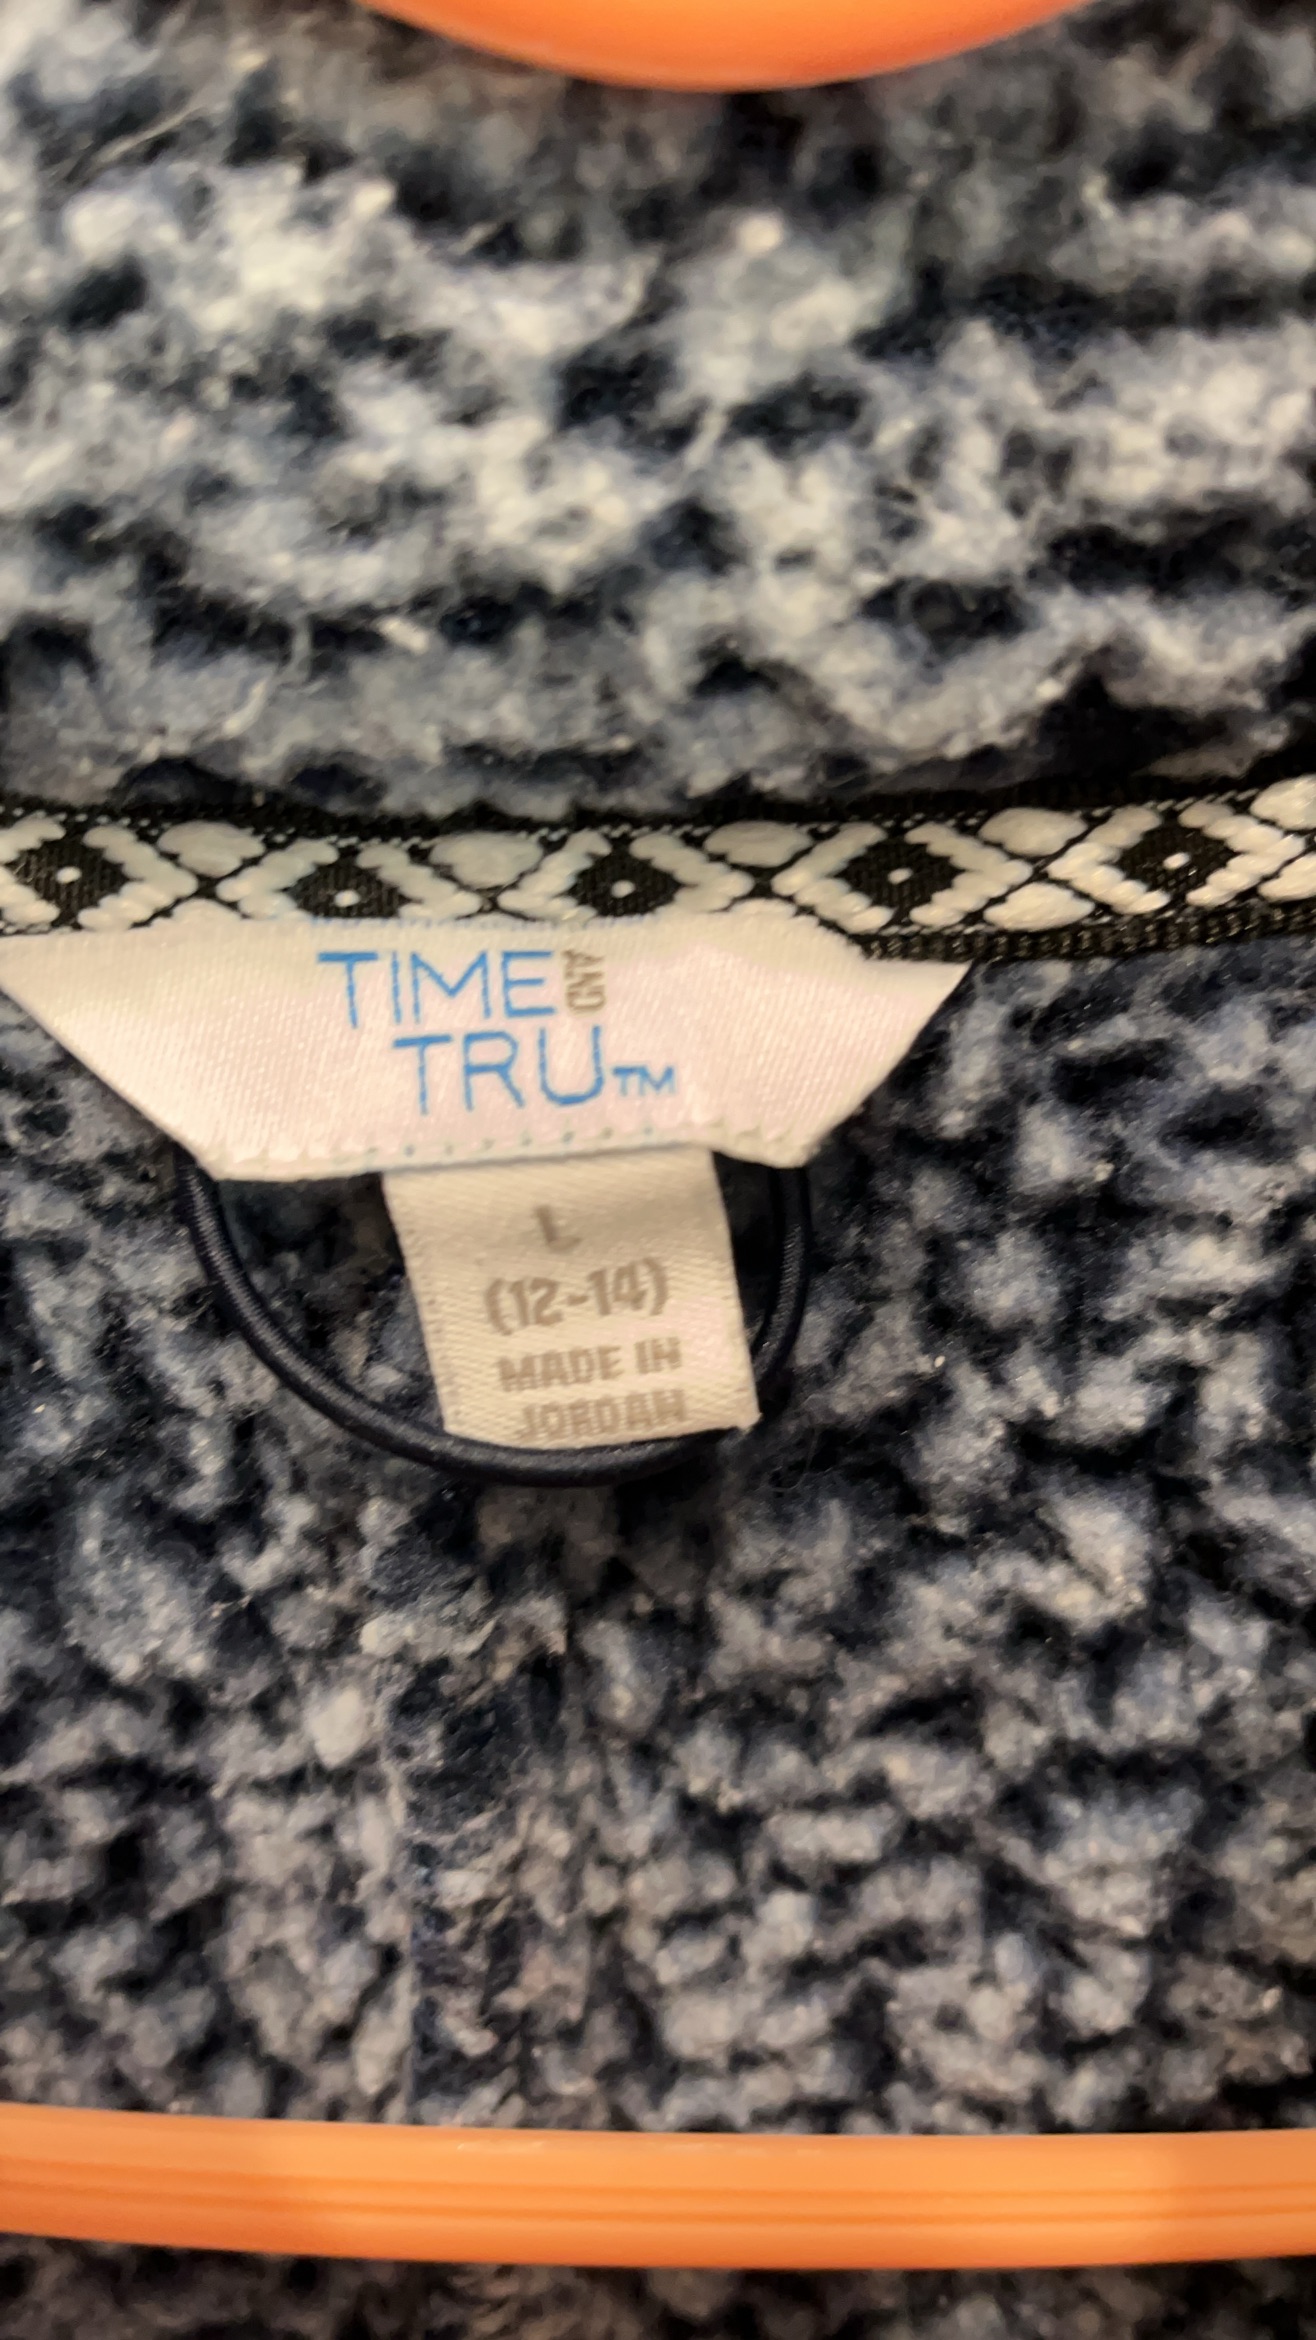 TIME AND
TRU™
L
(12-14)
MADE IN
JORDAN